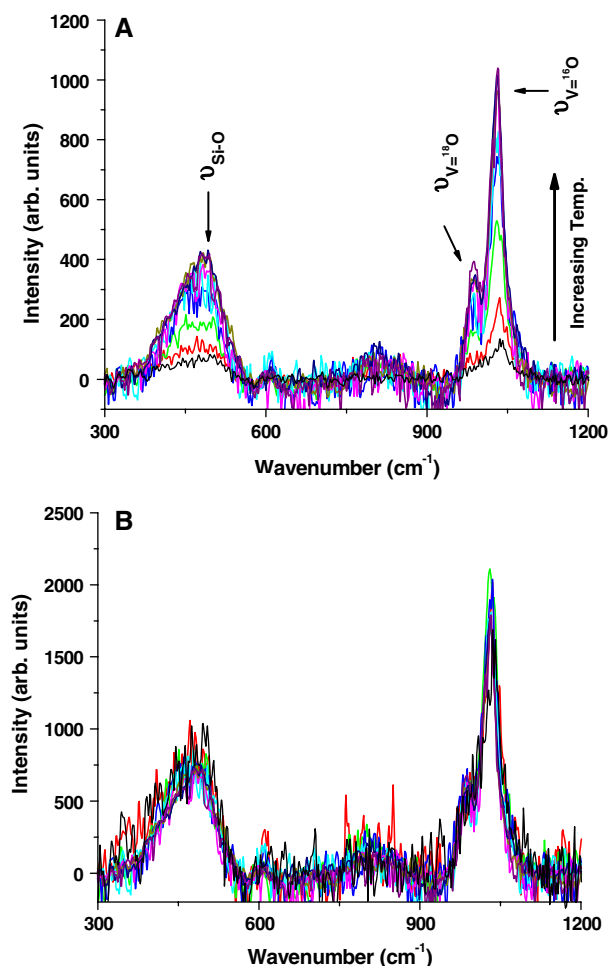 A
1200
1000
800
600
400
200
0
Intensity (arb. units)
υSi-O
υV=¹⁸O
υV=¹⁶O
Increasing Temp.
300 600 900 1200
Wavenumber (cm⁻¹)
B
2500
2000
1500
1000
500
0
Intensity (arb. units)
300 600 900 1200
Wavenumber (cm⁻¹)